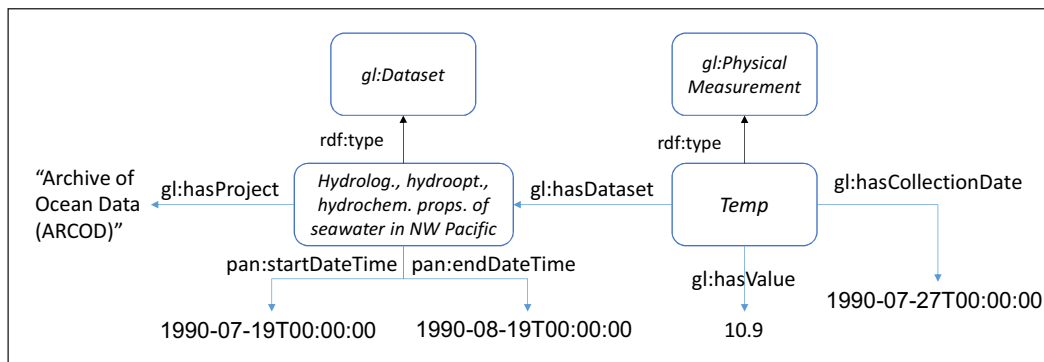 gl:Dataset
gl:Physical
Measurement
rdf:type
rdf:type
“Archive of
Ocean Data
(ARCOD)”
gl:hasProject
Hydrolog., hydroopt.,
hydrochem. props. of
seawater in NW Pacific
gl:hasDataset
Temp
gl:hasCollectionDate
pan:startDateTime
pan:endDateTime
gl:hasValue
1990-07-19T00:00:00
1990-08-19T00:00:00
10.9
1990-07-27T00:00:00